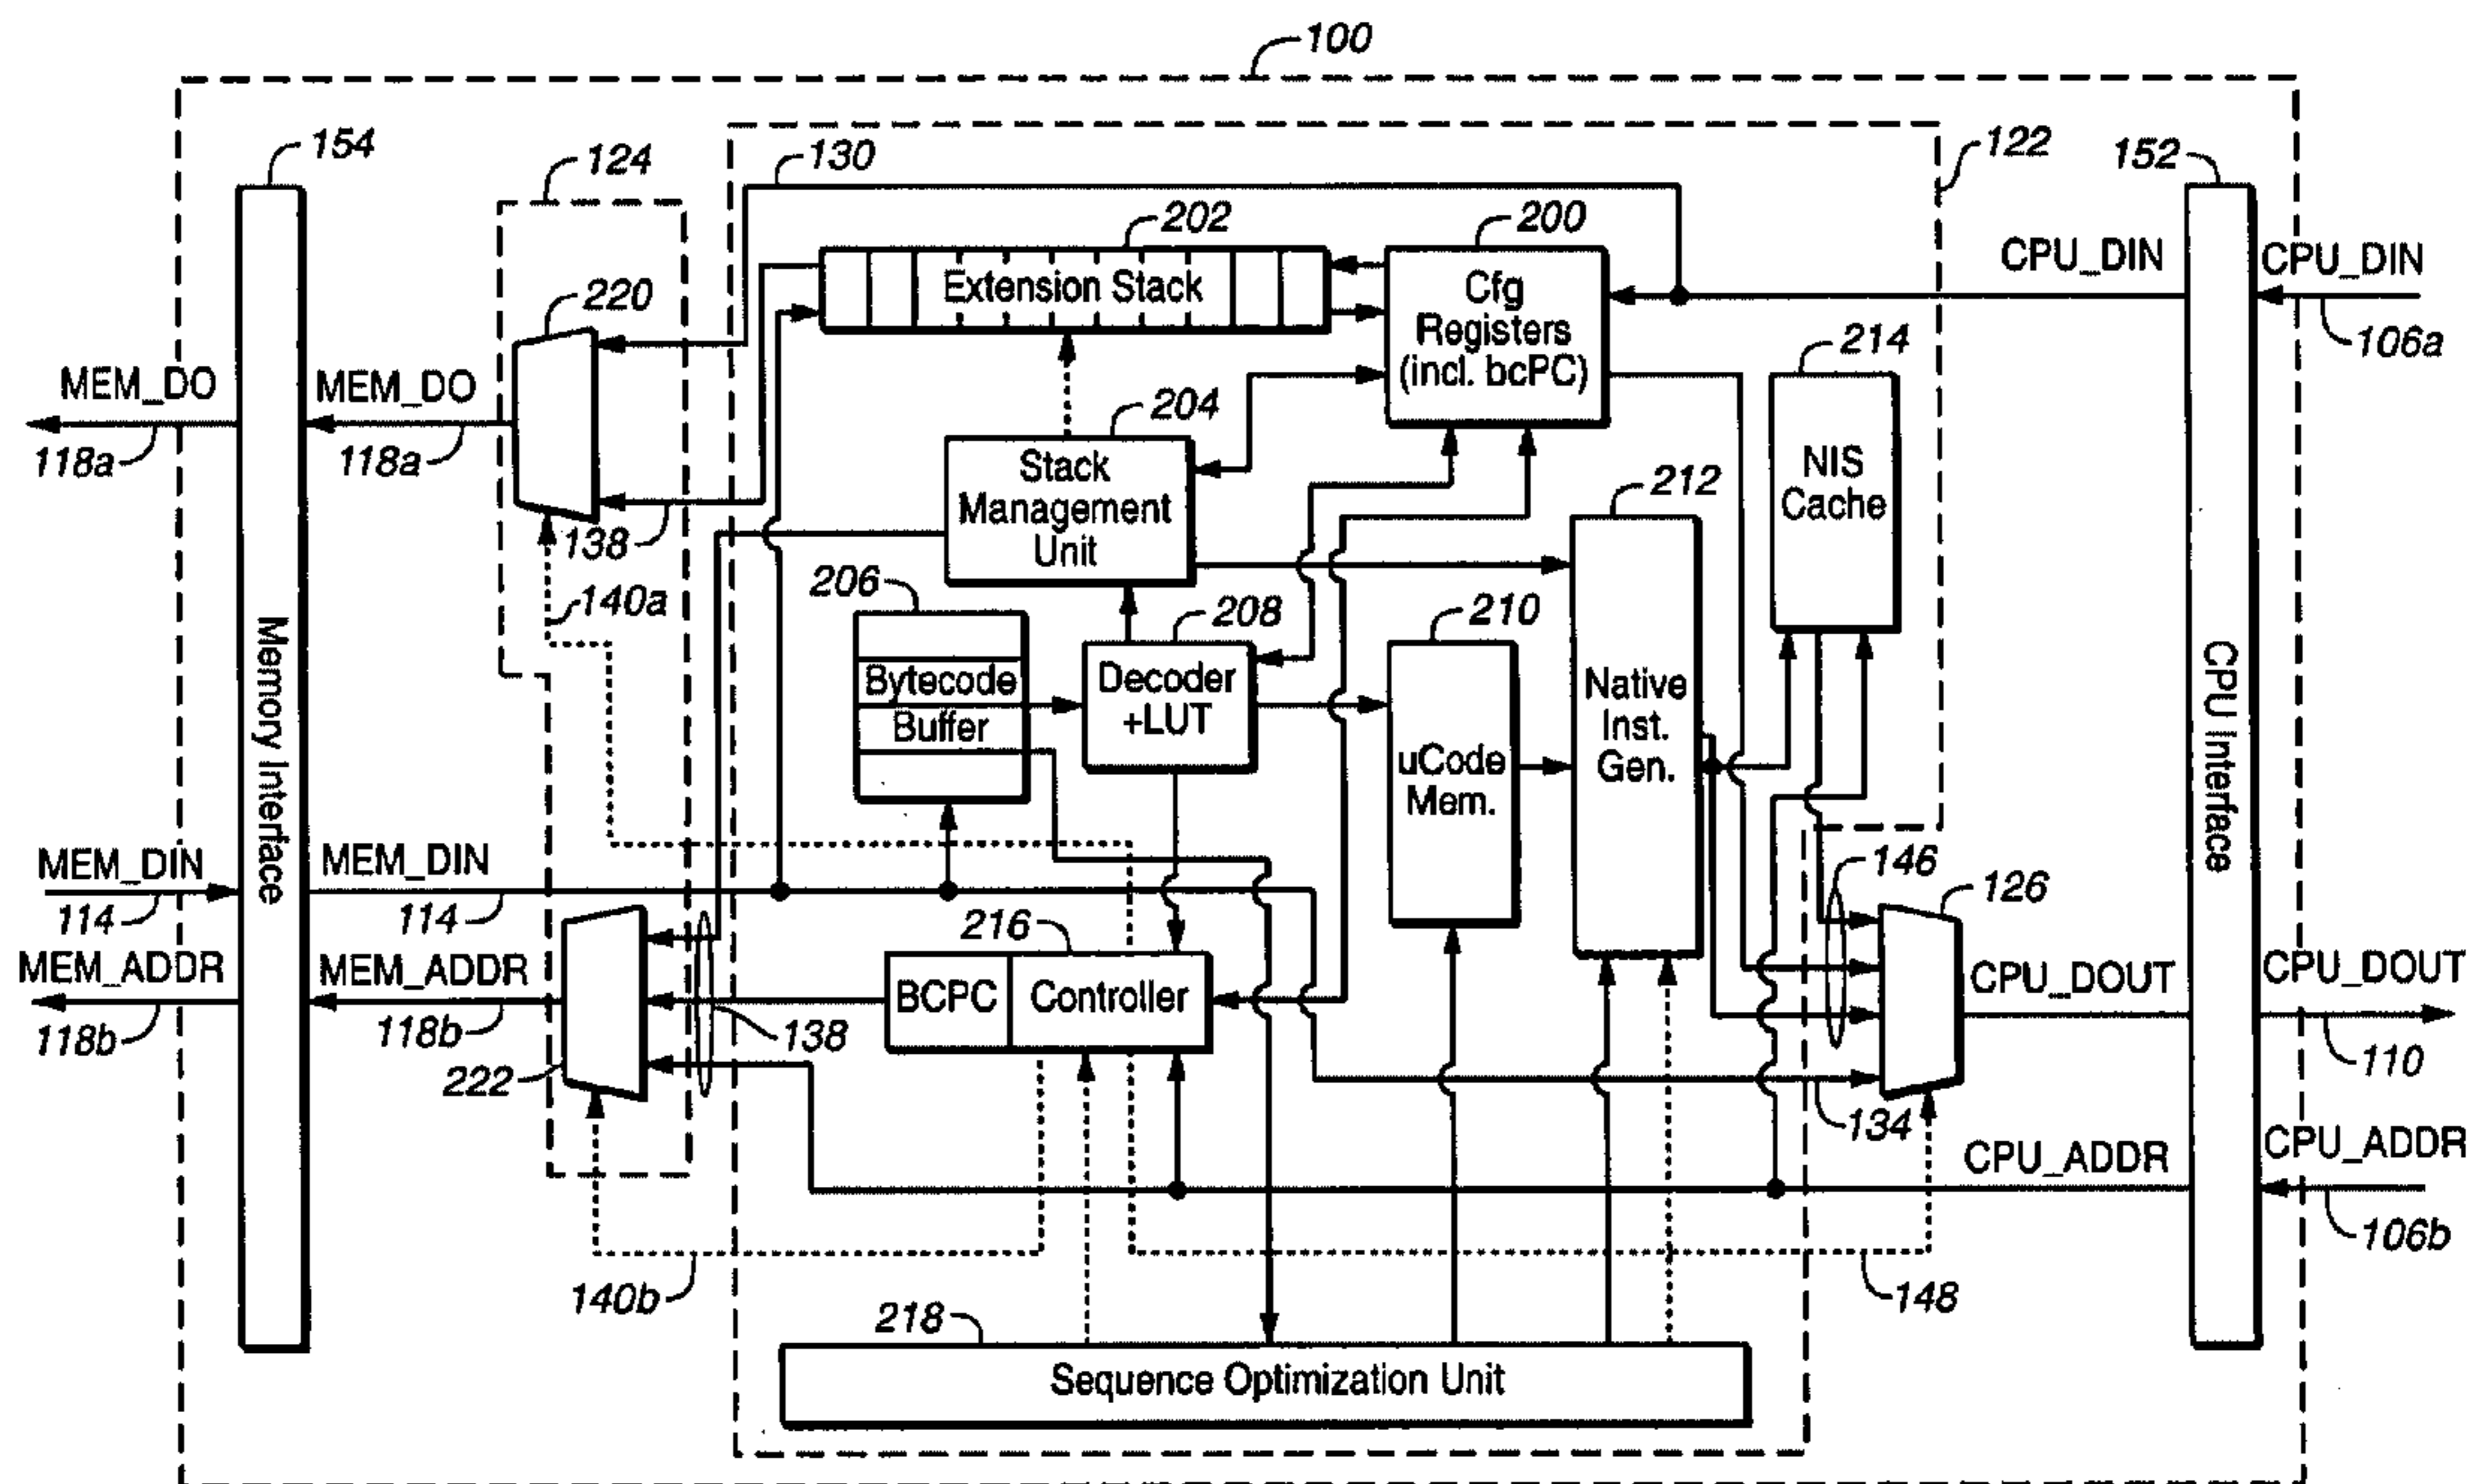 100
154
124
130
122
152
202
200
CPU_DIN
CPU_DIN
220
Extension Stack
Cfg
Registers
(incl. bcPC)
106a
214
MEM_DO
MEM_DO
118a
118a
204
Stack
Management
Unit
NIS
Cache
212
138
206
140a
208
210
Memory Interface
CPU Interface
Bytecode
Buffer
Decoder
+LUT
Native
Inst.
Gen.
uCode
Mem.
MEM_DIN
MEM_DIN
114
114
146
126
216
MEM_ADDR
MEM_ADDR
BCPC
Controller
CPU_DOUT
CPU_DOUT
118b
118b
138
222
110
134
CPU_ADDR
CPU_ADDR
106b
140b
148
218
Sequence Optimization Unit